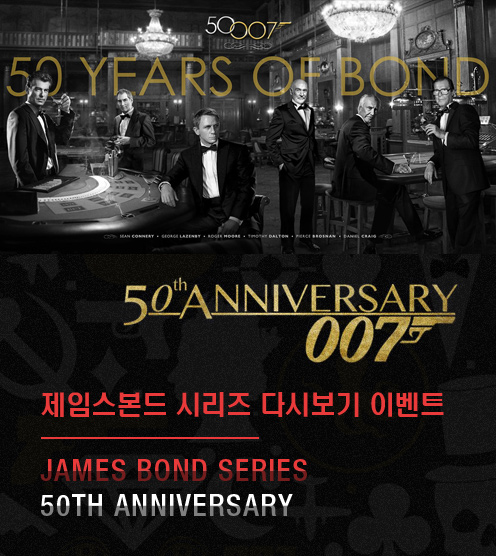 50 007
50 YEARS OF BOND
SEAN CONNERY • GEORGE LAZENBY • ROGER MOORE • TIMOTHY DALTON • PIERCE BROSNAN • DANIEL CRAIG
50th ANNIVERSARY
007
제임스본드 시리즈 다시보기 이벤트
JAMES BOND SERIES
50TH ANNIVERSARY